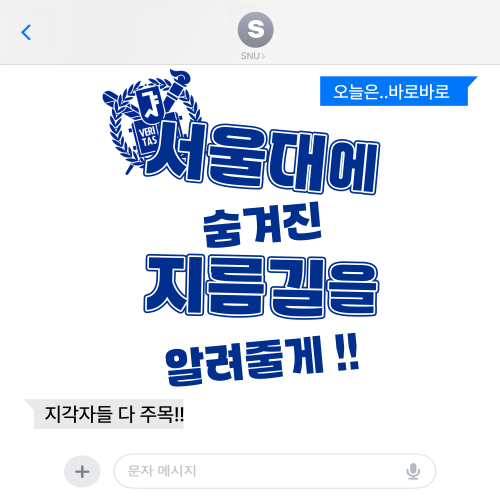 S
SNU >
오늘은..바로바로
VERI
TAS
서울대에
숨겨진
지름길을
알려줄게 !!
지각자들 다 주목!!
문자 메시지